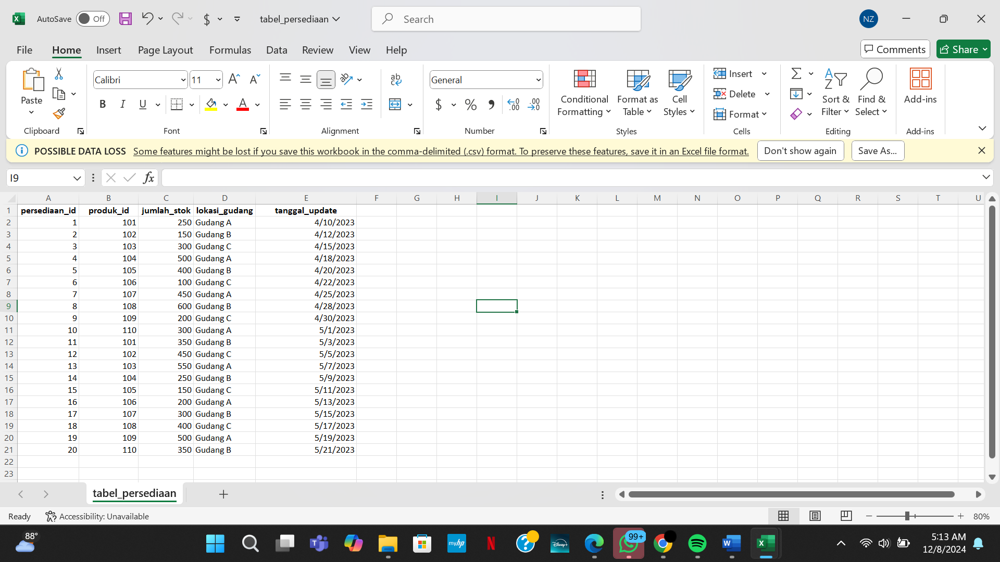 AutoSave Off $ tabel_persediaan Search NZ
File Home Insert Page Layout Formulas Data Review View Help Comments Share
Paste Calibri 11 A A ab General $ % , Conditional Formatting Format as Table Cell Styles Insert Delete Format Sort & Filter Find & Select Add-ins
B I U A
Clipboard Font Alignment Number Styles Cells Editing Add-ins
POSSIBLE DATA LOSS Some features might be lost if you save this workbook in the comma-delimited (.csv) format. To preserve these features, save it in an Excel file format. Don't show again Save As...
I9 fx
A B C D E F G H I J K L M N O P Q R S T U
1 persediaan_id produk_id jumlah_stok lokasi_gudang tanggal_update
2 1 101 250 Gudang A 4/10/2023
3 2 102 150 Gudang B 4/12/2023
4 3 103 300 Gudang C 4/15/2023
5 4 104 500 Gudang A 4/18/2023
6 5 105 400 Gudang B 4/20/2023
7 6 106 100 Gudang C 4/22/2023
8 7 107 450 Gudang A 4/25/2023
9 8 108 600 Gudang B 4/28/2023
10 9 109 200 Gudang C 4/30/2023
11 10 110 300 Gudang A 5/1/2023
12 11 101 350 Gudang B 5/3/2023
13 12 102 450 Gudang C 5/5/2023
14 13 103 550 Gudang A 5/7/2023
15 14 104 250 Gudang B 5/9/2023
16 15 105 150 Gudang C 5/11/2023
17 16 106 200 Gudang A 5/13/2023
18 17 107 300 Gudang B 5/15/2023
19 18 108 400 Gudang C 5/17/2023
20 19 109 500 Gudang A 5/19/2023
21 20 110 350 Gudang B 5/21/2023
22
23
tabel_persediaan
Ready Accessibility: Unavailable 80%
88° myhp N Disney+ 99+ 5:13 AM
12/8/2024